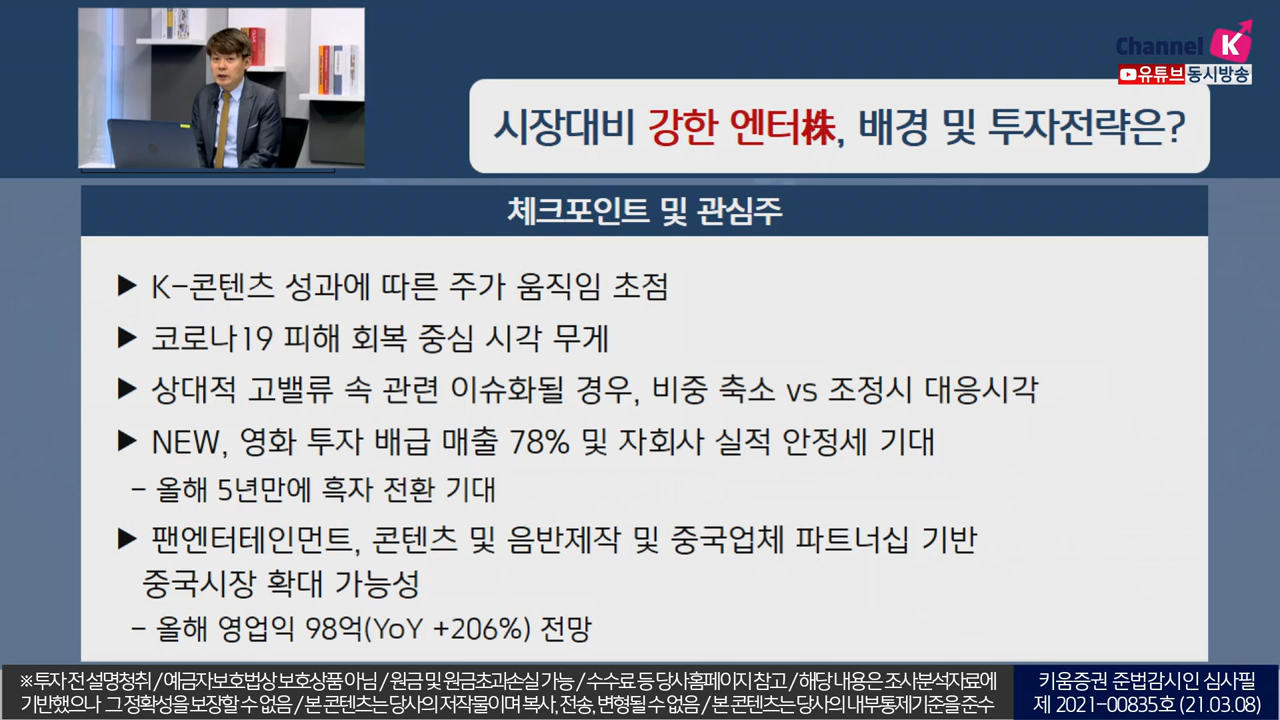 Channel K
유튜브동시방송
시장대비 강한 엔터株, 배경 및 투자전략은?
체크포인트 및 관심주
▶ K-콘텐츠 성과에 따른 주가 움직임 초점
▶ 코로나19 피해 회복 중심 시각 무게
▶ 상대적 고밸류 속 관련 이슈화될 경우, 비중 축소 vs 조정시 대응시각
▶ NEW, 영화 투자 배급 매출 78% 및 자회사 실적 안정세 기대
- 올해 5년만에 흑자 전환 기대
▶ 팬엔터테인먼트, 콘텐츠 및 음반제작 및 중국업체 파트너십 기반
중국시장 확대 가능성
- 올해 영업익 98억(YoY +206%) 전망
※ 투자 전 설명청취 / 예금자보호법상 보호상품 아님 / 원금 및 원금초과손실 가능 / 수수료 등 당사홈페이지 참고 / 해당 내용은 조사분석자료에
기반했으나 그 정확성을 보장할 수 없음 / 본 콘텐츠는 당사의 저작물이며 복사, 전송, 변형될 수 없음 / 본 콘텐츠는 당사의 내부통제기준을 준수
키움증권 준법감시인 심사필
제 2021-00835호 (21.03.08)